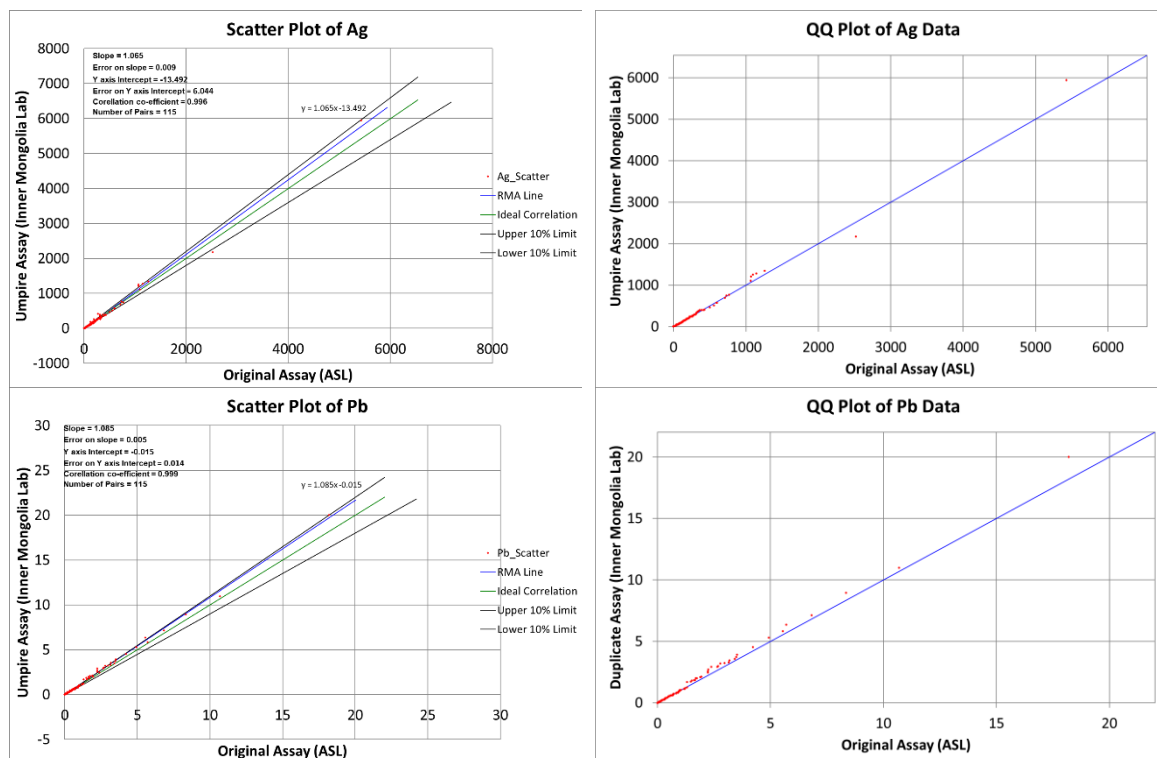 Scatter Plot of Ag
Slope = 1.065
Error on slope = 0.009
Y axis Intercept = -13.492
Error on Y axis Intercept = 6.044
Corellation co-efficient = 0.996
Number of Pairs = 115
y = 1.065x-13.492
8000
7000
6000
5000
4000
3000
2000
1000
0
-1000
0
2000
4000
6000
8000
Umpire Assay (Inner Mongolia Lab)
Original Assay (ASL)
Ag_Scatter
RMA Line
Ideal Correlation
Upper 10% Limit
Lower 10% Limit
QQ Plot of Ag Data
6000
5000
4000
3000
2000
1000
0
0
1000
2000
3000
4000
5000
6000
Umpire Assay (Inner Mongolia Lab)
Original Assay (ASL)
Scatter Plot of Pb
Slope = 1.085
Error on slope = 0.005
Y axis Intercept = -0.015
Error on Y axis Intercept = 0.014
Corellation co-efficient = 0.999
Number of Pairs = 115
y = 1.085x-0.015
30
25
20
15
10
5
0
-5
0
5
10
15
20
25
30
Umpire Assay (Inner Mongolia Lab)
Original Assay (ASL)
Pb_Scatter
RMA Line
Ideal Correlation
Upper 10% Limit
Lower 10% Limit
QQ Plot of Pb Data
20
15
10
5
0
0
5
10
15
20
Duplicate Assay (Inner Mongolia Lab)
Original Assay (ASL)